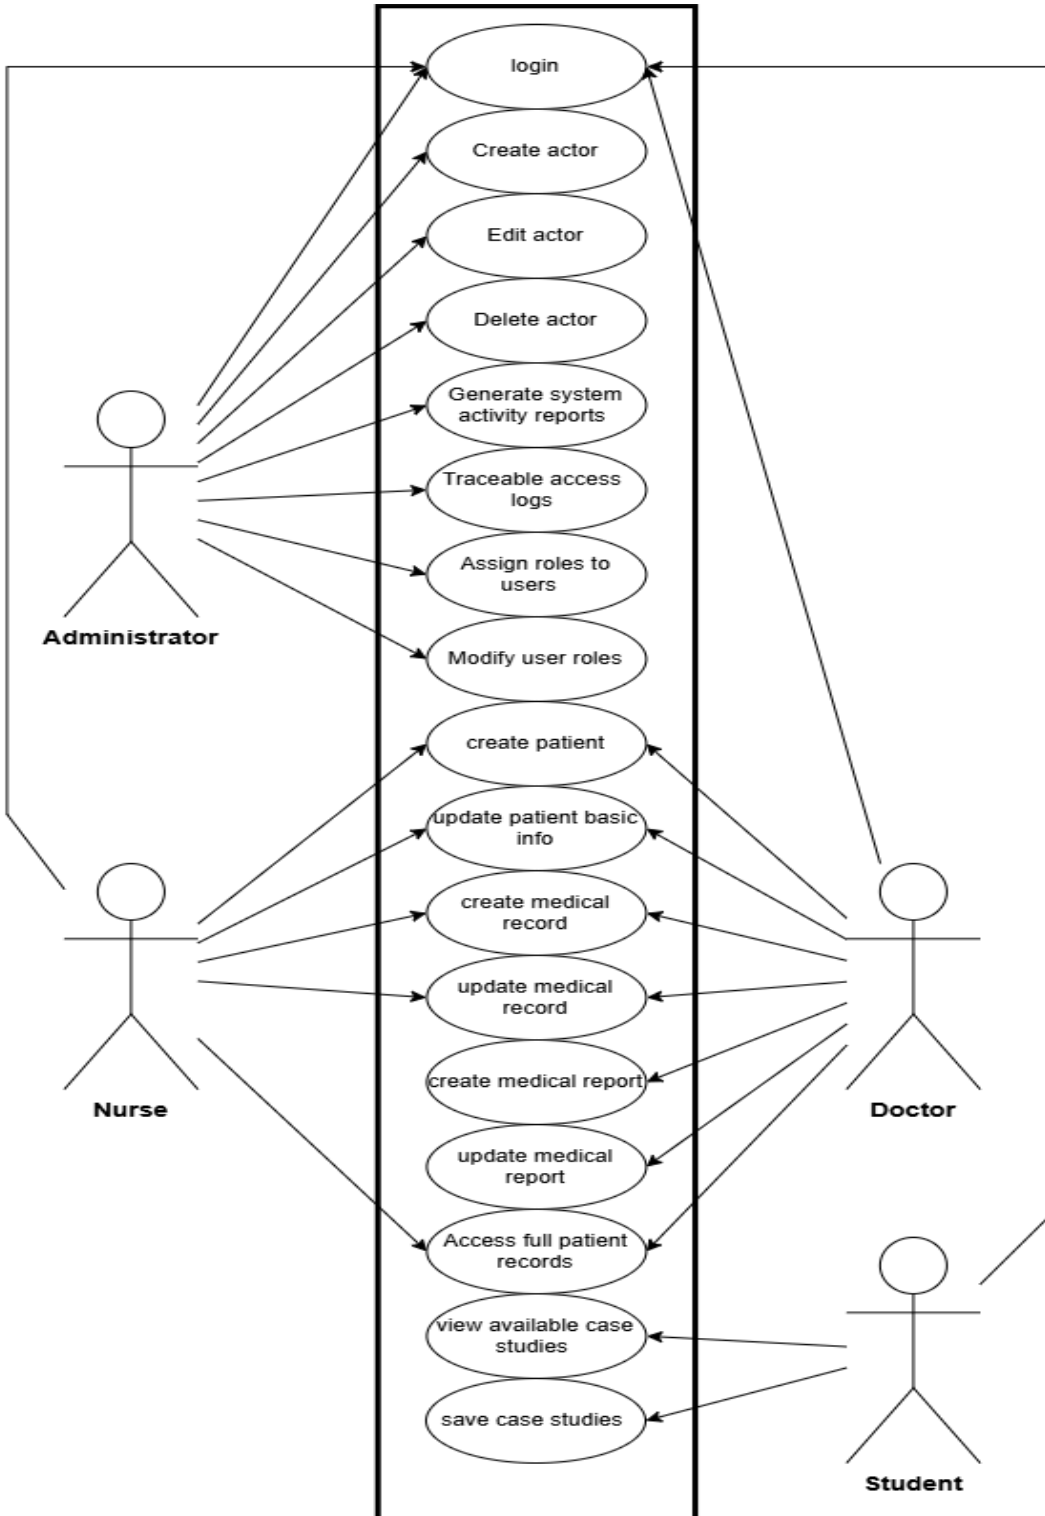 login
Create actor
Edit actor
Delete actor
Generate system
activity reports
Traceable access
logs
Assign roles to
users
Administrator
Modify user roles
create patient
update patient basic
info
create medical
record
update medical
record
create medical report
Nurse
Doctor
update medical
report
Access full patient
records
view available case
studies
save case studies
Student